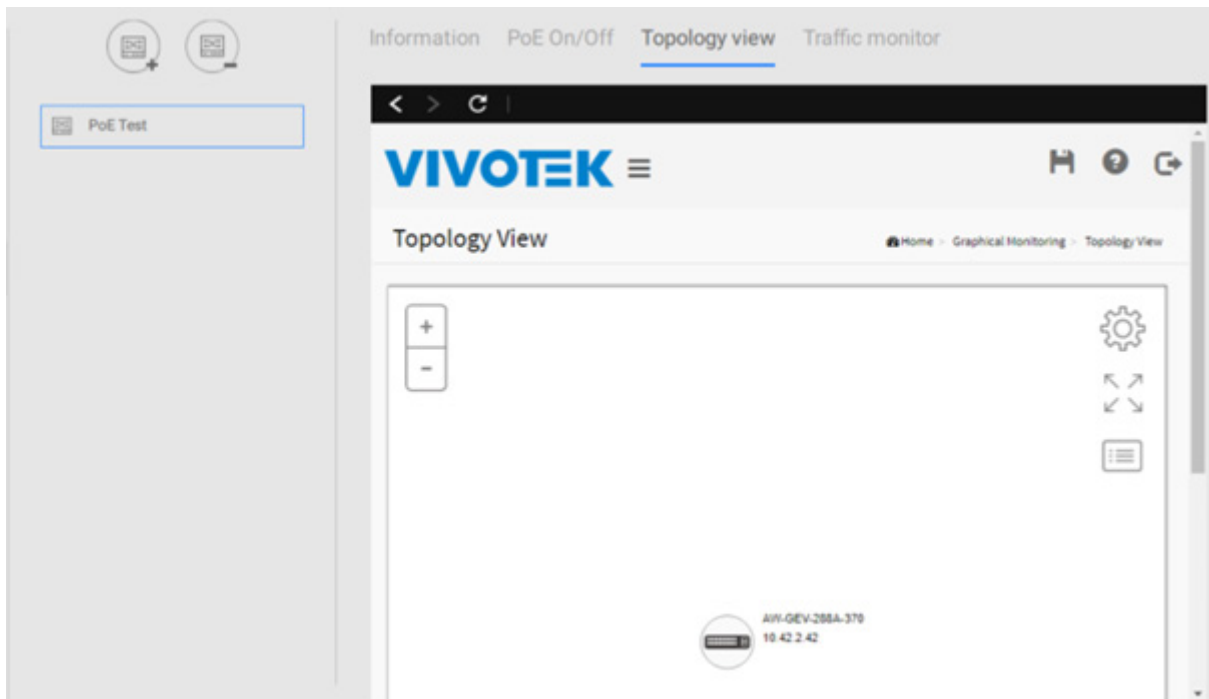 Information PoE On/Off Topology view Traffic monitor
PoE Test
VIVOTEK
Topology View
Home > Graphical Monitoring > Topology View
+
-
AW-GEV-288A-370
10.42.2.42